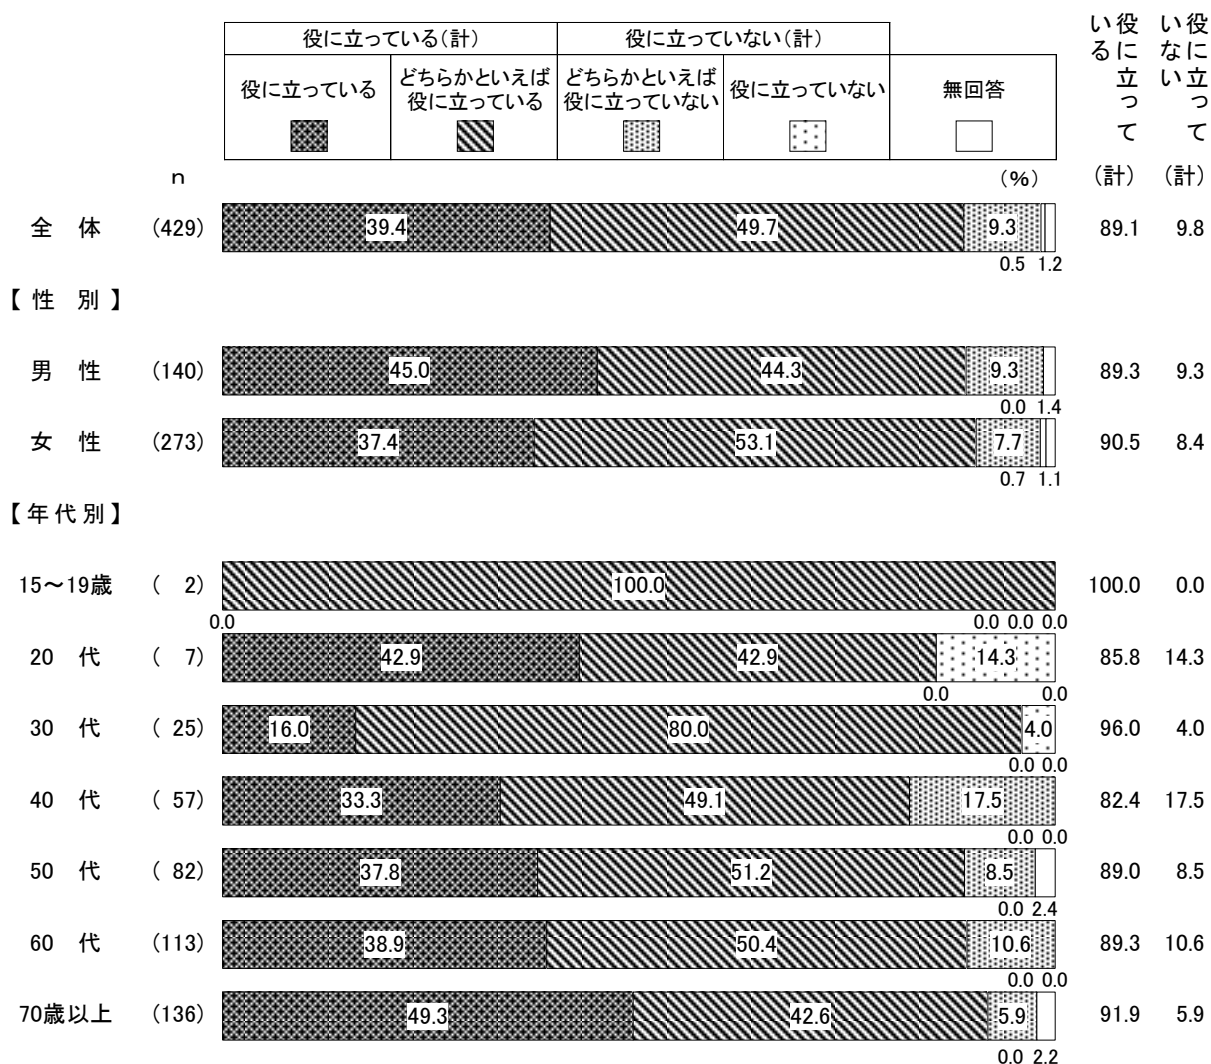 役に立っている(計) 役に立っていない(計)
役に立っている どちらかといえば役に立っている どちらかといえば役に立っていない 役に立っていない 無回答
役に立っている(計)
役に立っていない(計)
n (%)
全 体 (429) 39.4 49.7 9.3 89.1 9.8
0.5 1.2
【 性 別 】
男 性 (140) 45.0 44.3 9.3 89.3 9.3
0.0 1.4
女 性 (273) 37.4 53.1 7.7 90.5 8.4
0.7 1.1
【 年 代 別 】
15～19歳 ( 2) 100.0 100.0 0.0
0.0 0.0 0.0 0.0
20 代 ( 7) 42.9 42.9 14.3 85.8 14.3
0.0 0.0
30 代 ( 25) 16.0 80.0 4.0 96.0 4.0
0.0 0.0
40 代 ( 57) 33.3 49.1 17.5 82.4 17.5
0.0 0.0
50 代 ( 82) 37.8 51.2 8.5 89.0 8.5
0.0 2.4
60 代 (113) 38.9 50.4 10.6 89.3 10.6
0.0 0.0
70歳以上 (136) 49.3 42.6 5.9 91.9 5.9
0.0 2.2